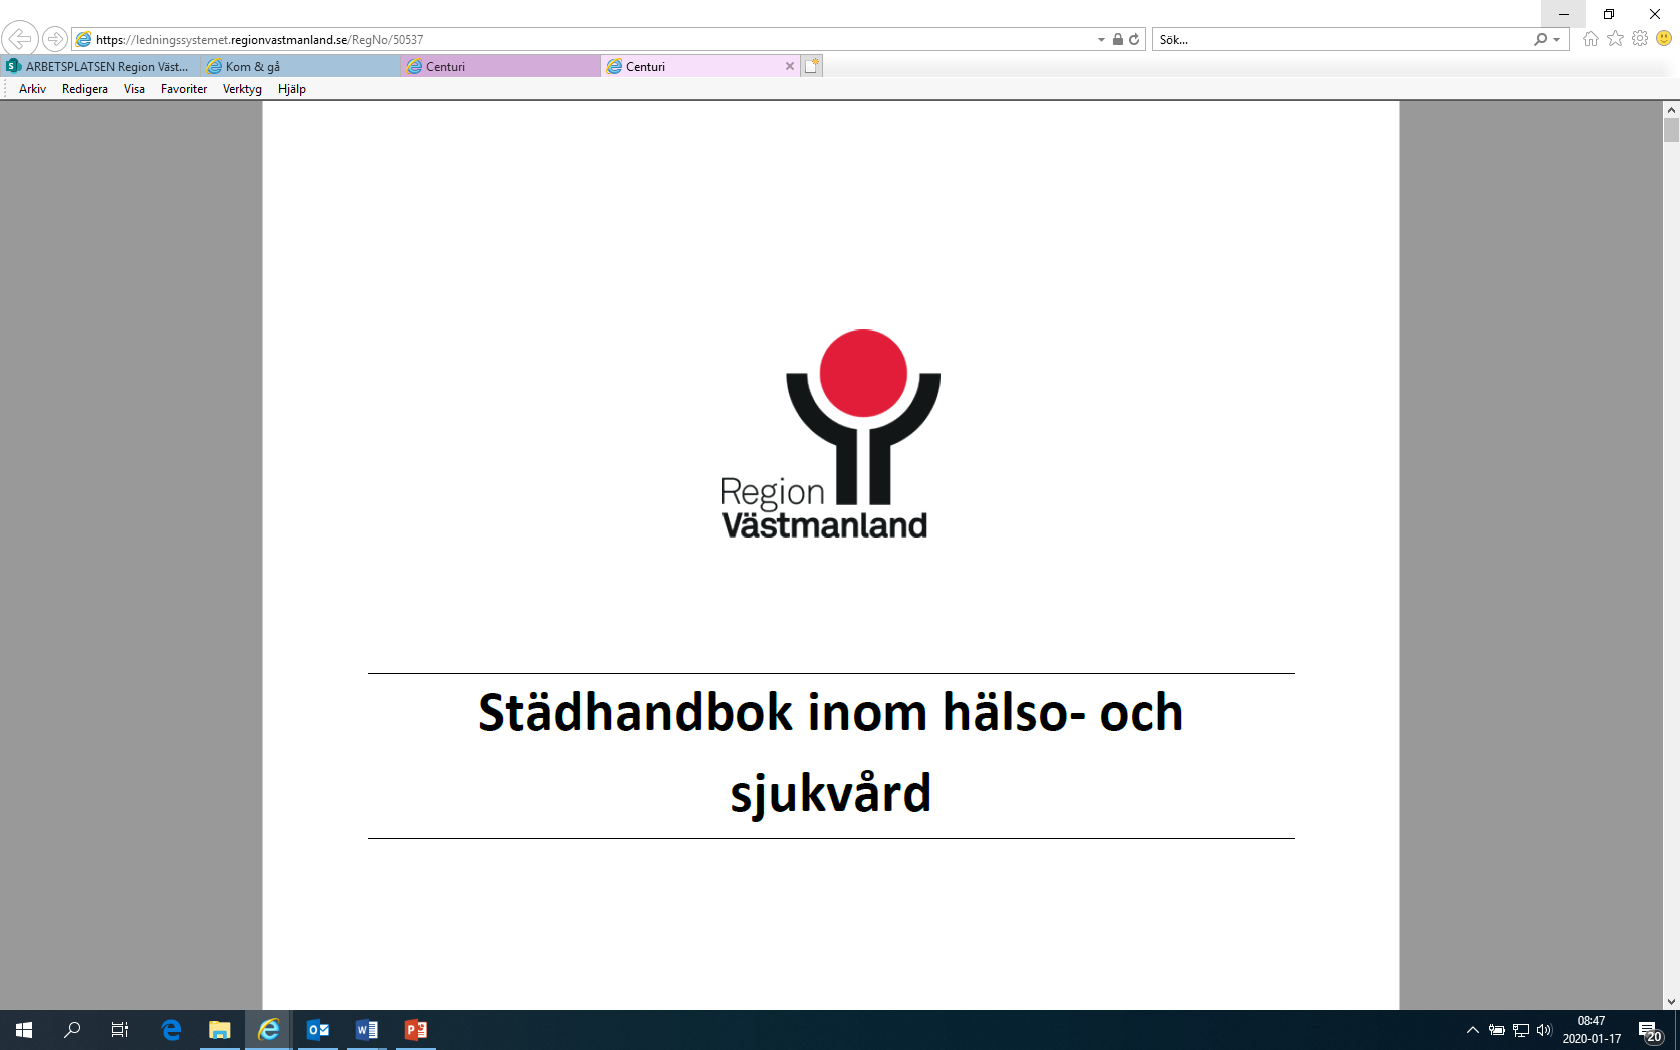 https://ledningssystemet.regionvastmanland.se/RegNo/50537
Sök...
ARBETSPLATSEN Region Väst...
Kom & gå
Centuri
Centuri
Arkiv Redigera Visa Favoriter Verktyg Hjälp
Region
Västmanland
Städhandbok inom hälso- och
sjukvård
08:47
2020-01-17
20